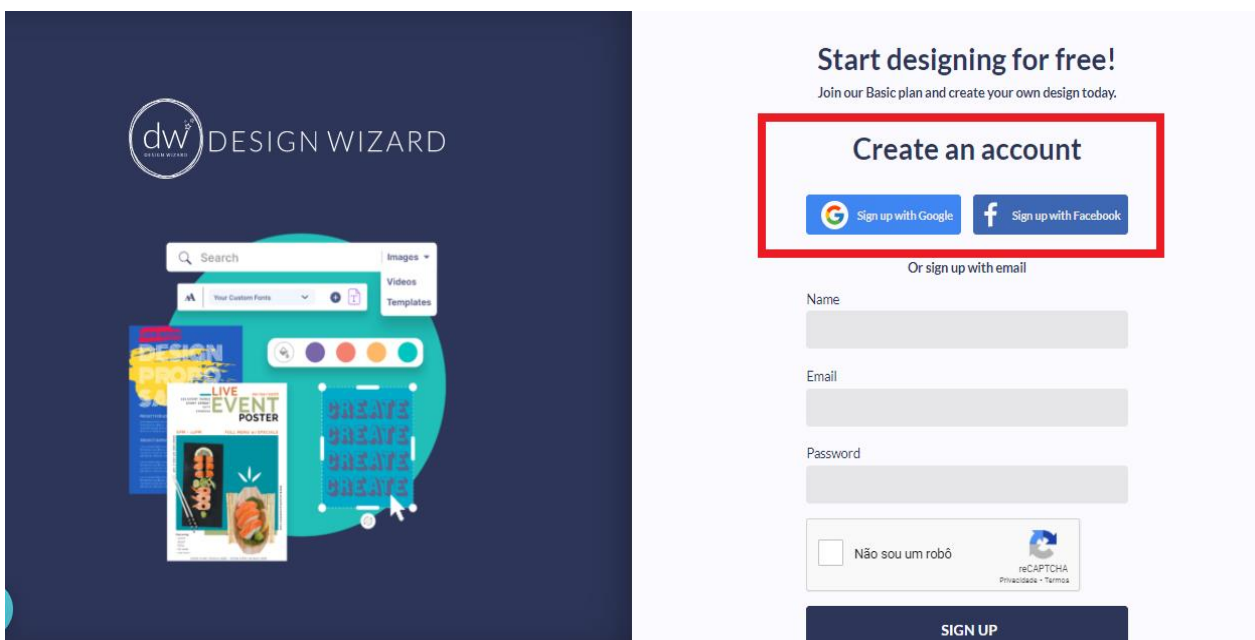 dw
DESIGN WIZARD
DESIGN WIZARD
Search
Images
Videos
Templates
Your Custom Fonts
DESIGN
PROPO
SA
LIVE
EVENT
POSTER
CREATE
CREATE
CREATE
CREATE
Start designing for free!
Join our Basic plan and create your own design today.
Create an account
Sign up with Google
Sign up with Facebook
Or sign up with email
Name
Email
Password
Não sou um robô
reCAPTCHA
Privacidade - Termos
SIGN UP